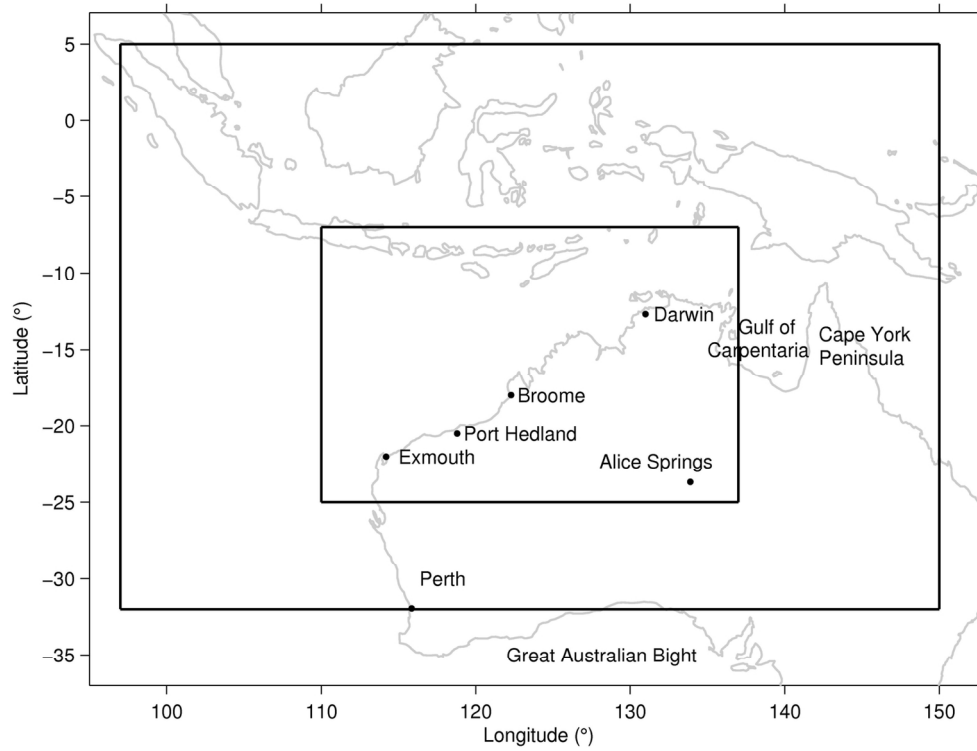 5
0
−5
−10
−15
−20
−25
−30
−35
Latitude (°)
Darwin
Gulf of
Carpentaria
Cape York
Peninsula
Broome
Port Hedland
Exmouth
Alice Springs
Perth
Great Australian Bight
100
110
120
130
140
150
Longitude (°)